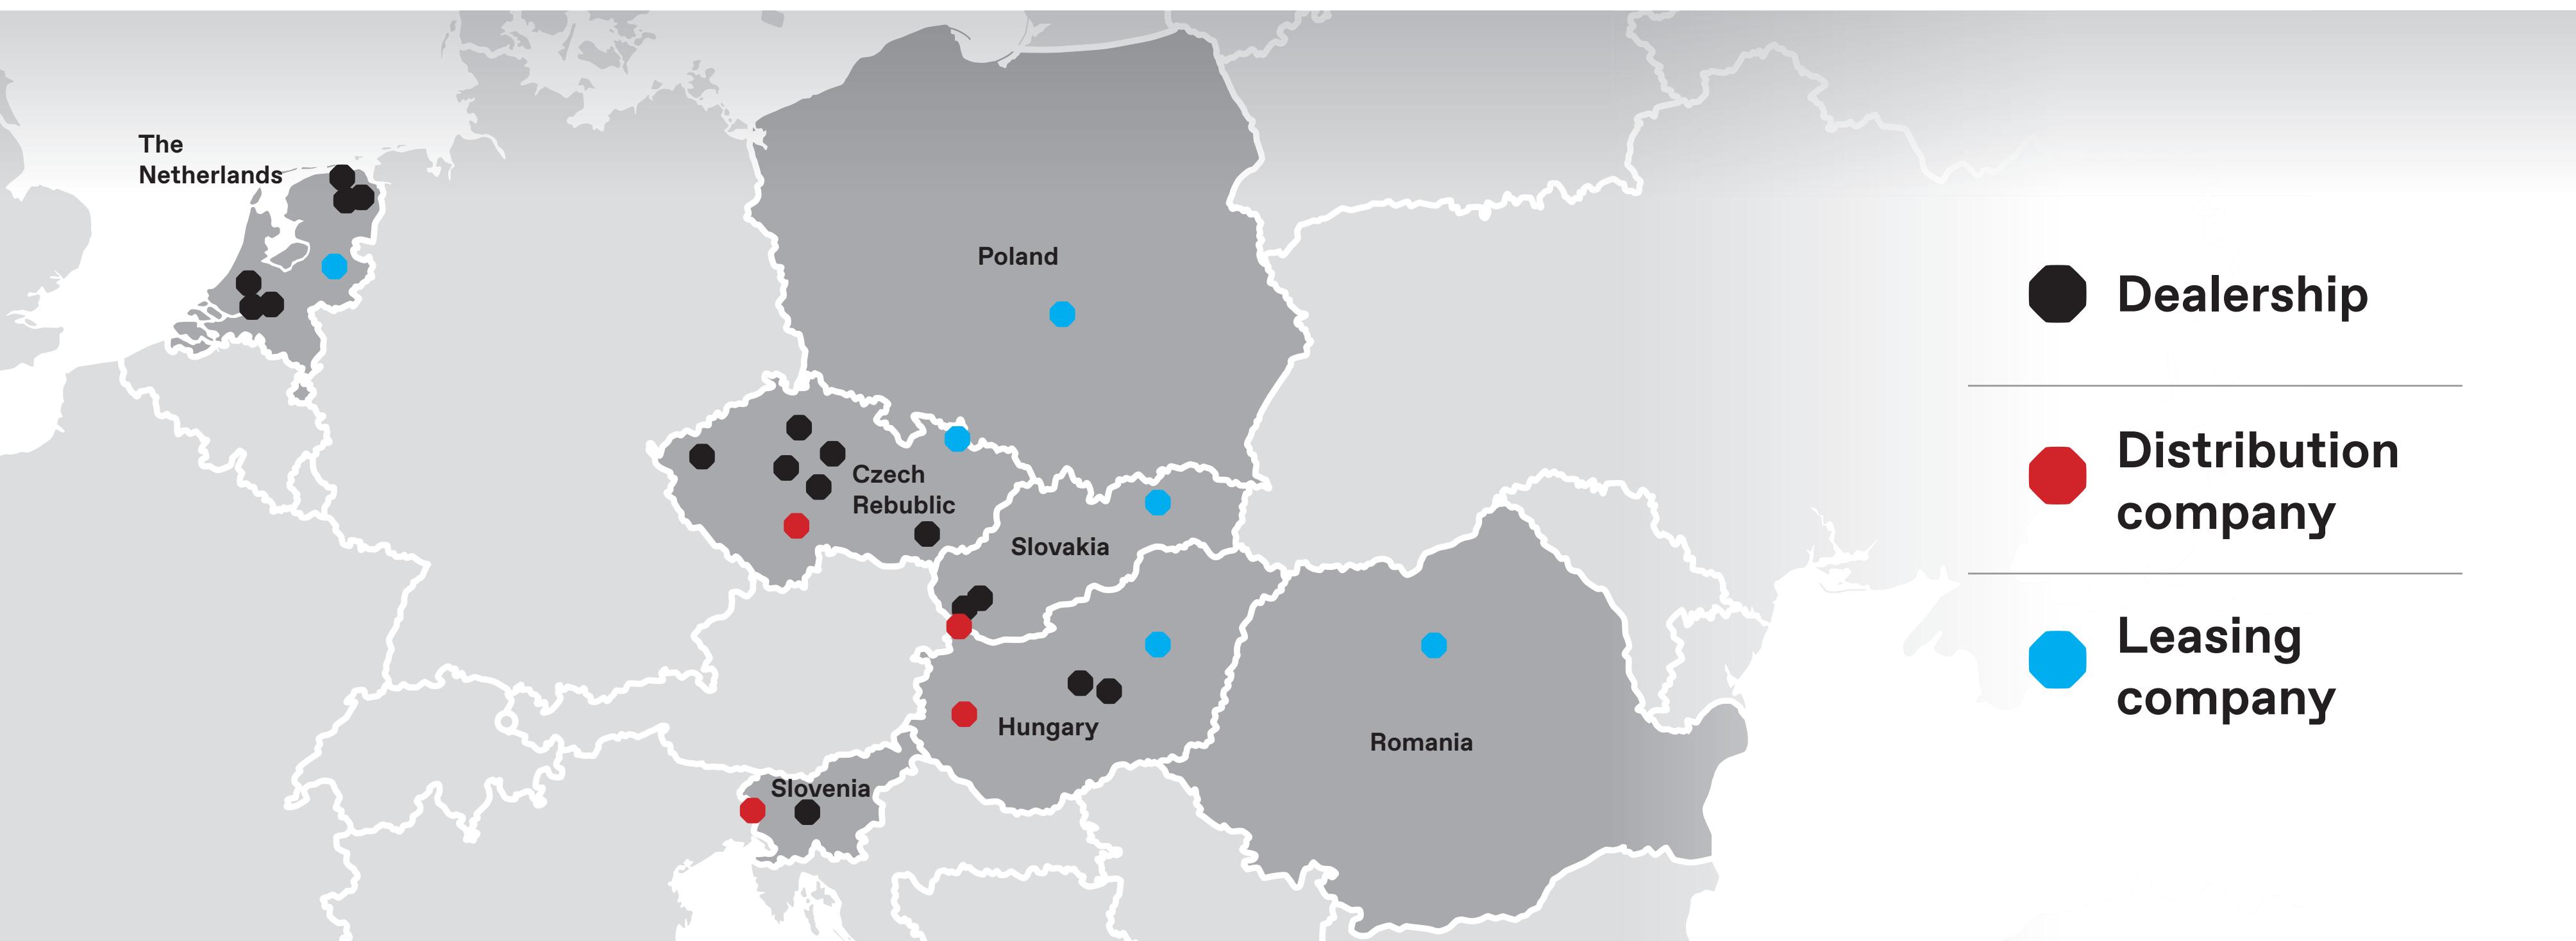 The
Netherlands
Poland
Czech
Rebublic
Slovakia
Hungary
Romania
Slovenia
Dealership
Distribution
company
Leasing
company